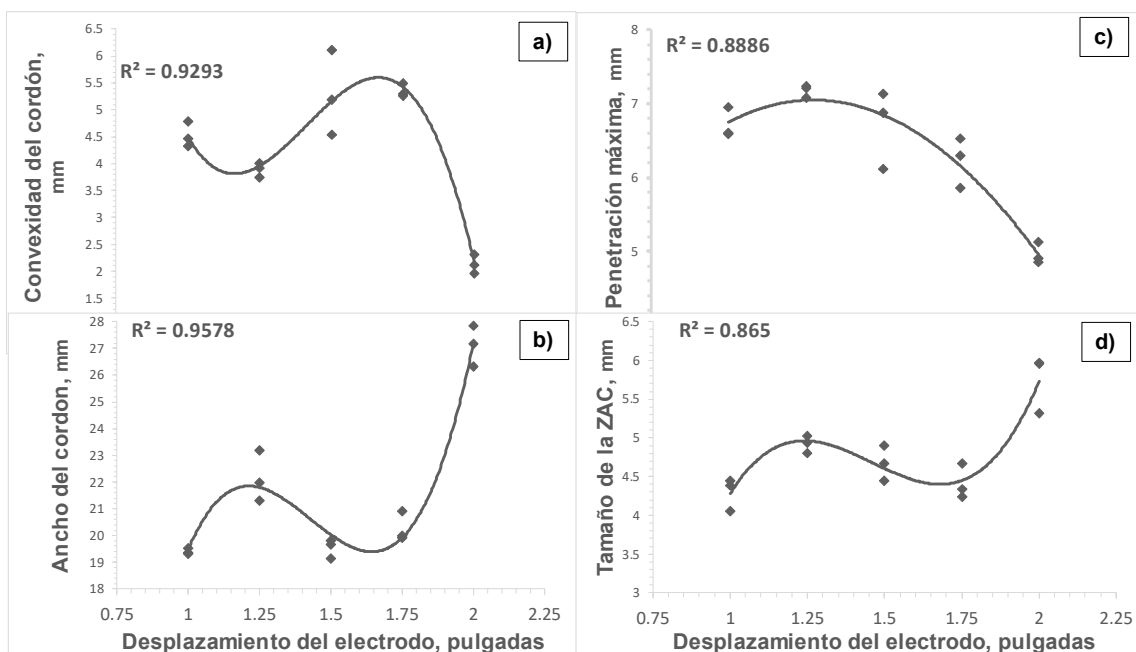 a)
R² = 0.9293
Convexidad del cordón,
mm
6.5
6
5.5
5
4.5
4
3.5
3
2.5
2
1.5
c)
R² = 0.8886
Penetración máxima, mm
8
7
6
5
b)
R² = 0.9578
Ancho del cordon, mm
28
27
26
25
24
23
22
21
20
19
18
0.75 1 1.25 1.5 1.75 2 2.25
Desplazamiento del electrodo, pulgadas
d)
R² = 0.865
Tamaño de la ZAC, mm
6.5
6
5.5
5
4.5
4
3.5
3
0.75 1 1.25 1.5 1.75 2 2.25
Desplazamiento del electrodo, pulgadas